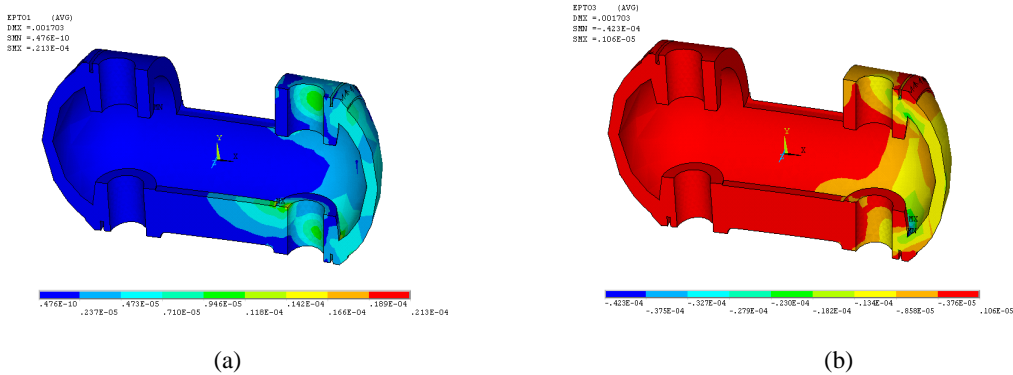 EPTO1 (AVG)
DMX =.001703
SMN =.476E-10
SMX =.213E-04
MX
Y
X
.476E-10 .473E-05 .946E-05 .142E-04 .189E-04
.237E-05 .710E-05 .118E-04 .166E-04 .213E-04
(a)
EPTO3 (AVG)
DMX =.001703
SMN =-.423E-04
SMX =.106E-05
Y
X
MX
MN
-.423E-04 -.327E-04 -.230E-04 -.134E-04 -.376E-05
-.375E-04 -.279E-04 -.182E-04 -.858E-05 .106E-05
(b)